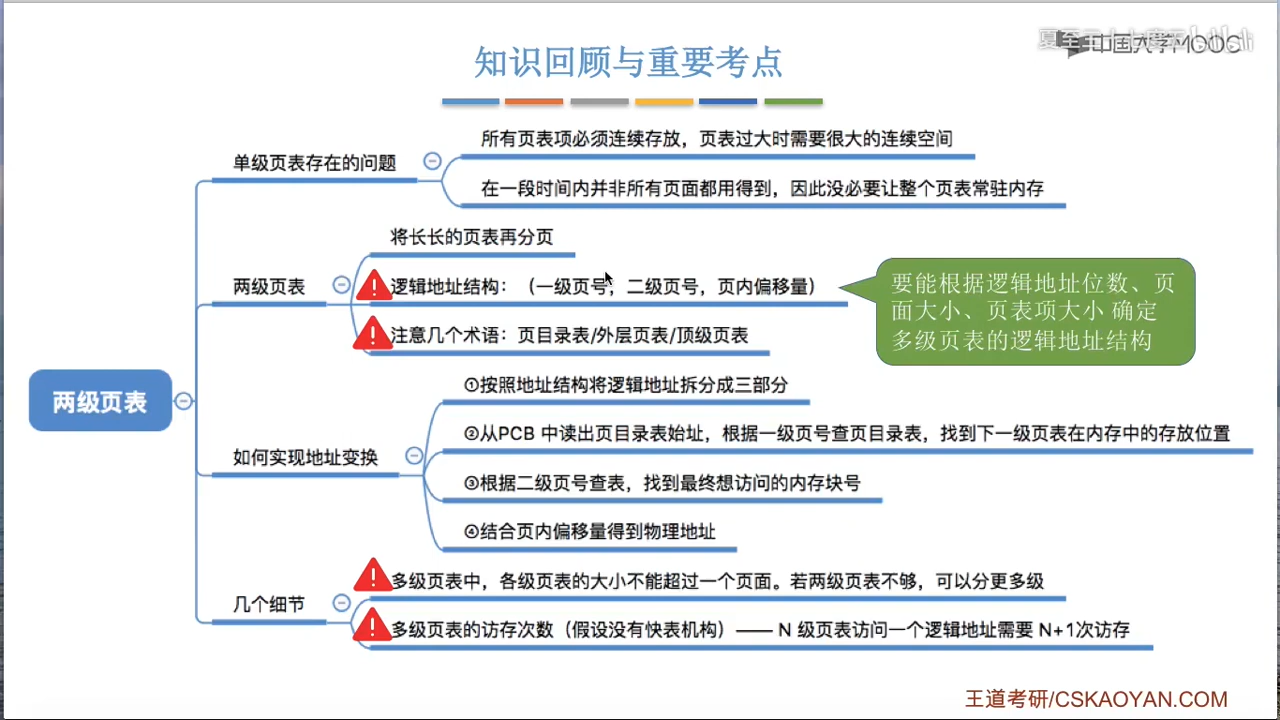 知识回顾与重要考点
中国大学MOOC
所有页表项必须连续存放，页表过大时需要很大的连续空间
单级页表存在的问题
在一段时间内并非所有页面都用得到，因此没必要让整个页表常驻内存
将长长的页表再分页
两级页表
逻辑地址结构：（一级页号，二级页号，页内偏移量）
要能根据逻辑地址位数、页
面大小、页表项大小 确定
多级页表的逻辑地址结构
注意几个术语：页目录表/外层页表/顶级页表
两级页表
①按照地址结构将逻辑地址拆分成三部分
②从PCB 中读出页目录表始址，根据一级页号查页目录表，找到下一级页表在内存中的存放位置
如何实现地址变换
③根据二级页号查表，找到最终想访问的内存块号
④结合页内偏移量得到物理地址
多级页表中，各级页表的大小不能超过一个页面。若两级页表不够，可以分更多级
几个细节
多级页表的访存次数（假设没有快表机构）—— N 级页表访问一个逻辑地址需要 N+1次访存
王道考研/CSKAOYAN.COM